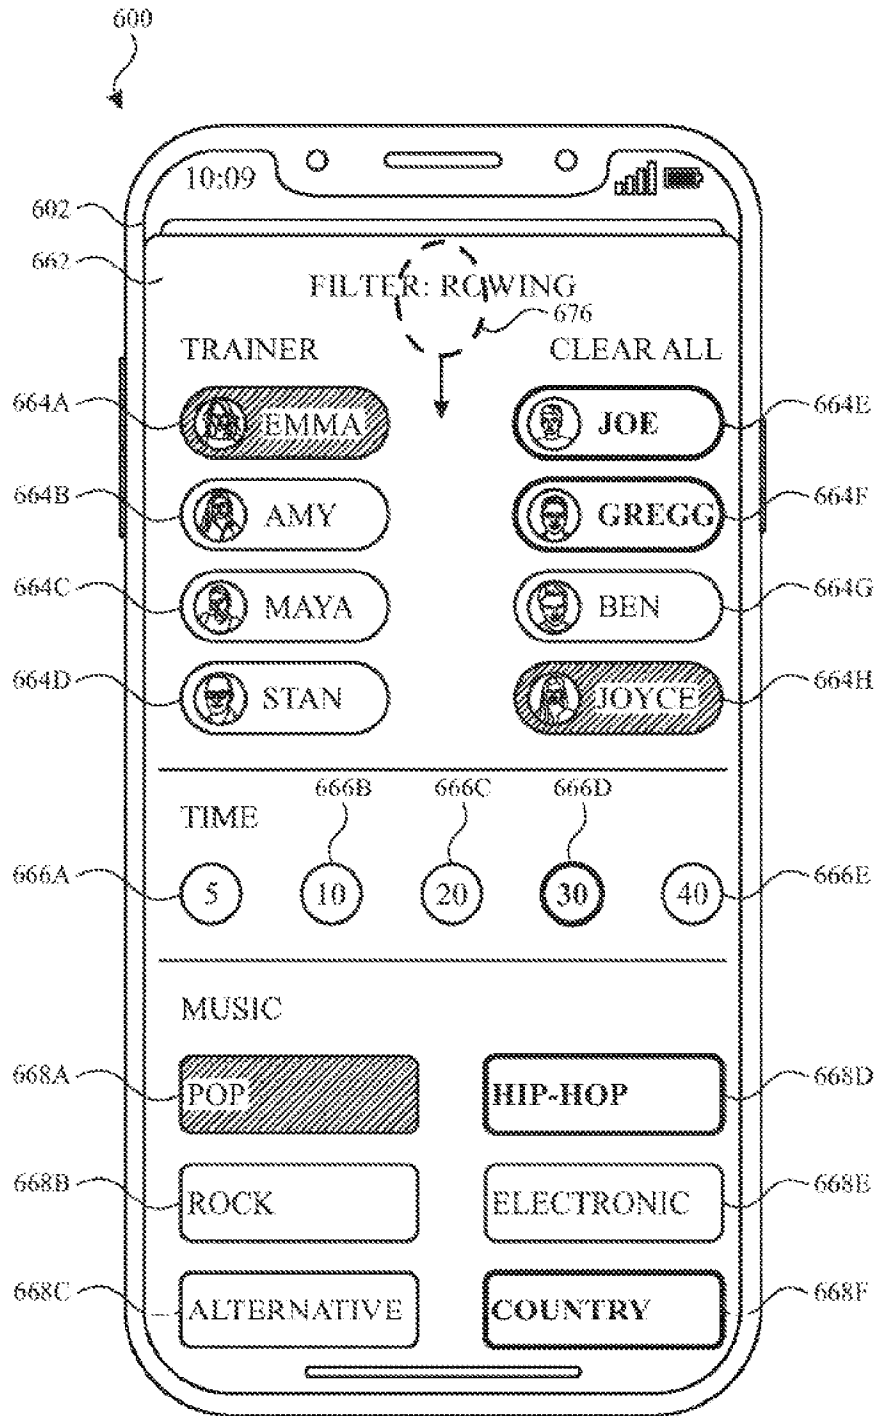 600
10:09
602
662
FILTER: ROWING
676
TRAINER CLEAR ALL
664A EMMA JOE 664E
664B AMY GREGG 664F
664C MAYA BEN 664G
664D STAN JOYCE 664H
666B 666C 666D
TIME
666A 5 10 20 30 40 666E
MUSIC
668A POP HIP-HOP 668D
668B ROCK ELECTRONIC 668E
668C ALTERNATIVE COUNTRY 668F